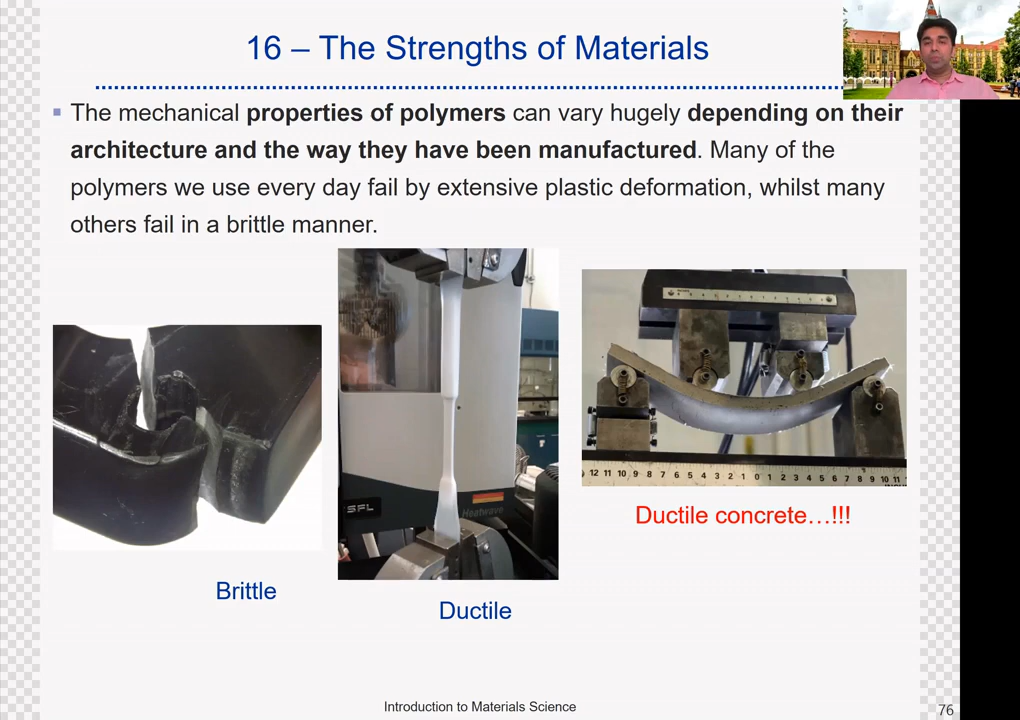 16 – The Strengths of Materials
The mechanical properties of polymers can vary hugely depending on their
architecture and the way they have been manufactured. Many of the
polymers we use every day fail by extensive plastic deformation, whilst many
others fail in a brittle manner.
SFL
Heatwave
12 11 10 9 8 7 6 5 4 3 2 1 0 1 2 3 4 5 6 7 8 9 10 11
Ductile concrete…!!!
Brittle
Ductile
Introduction to Materials Science
76